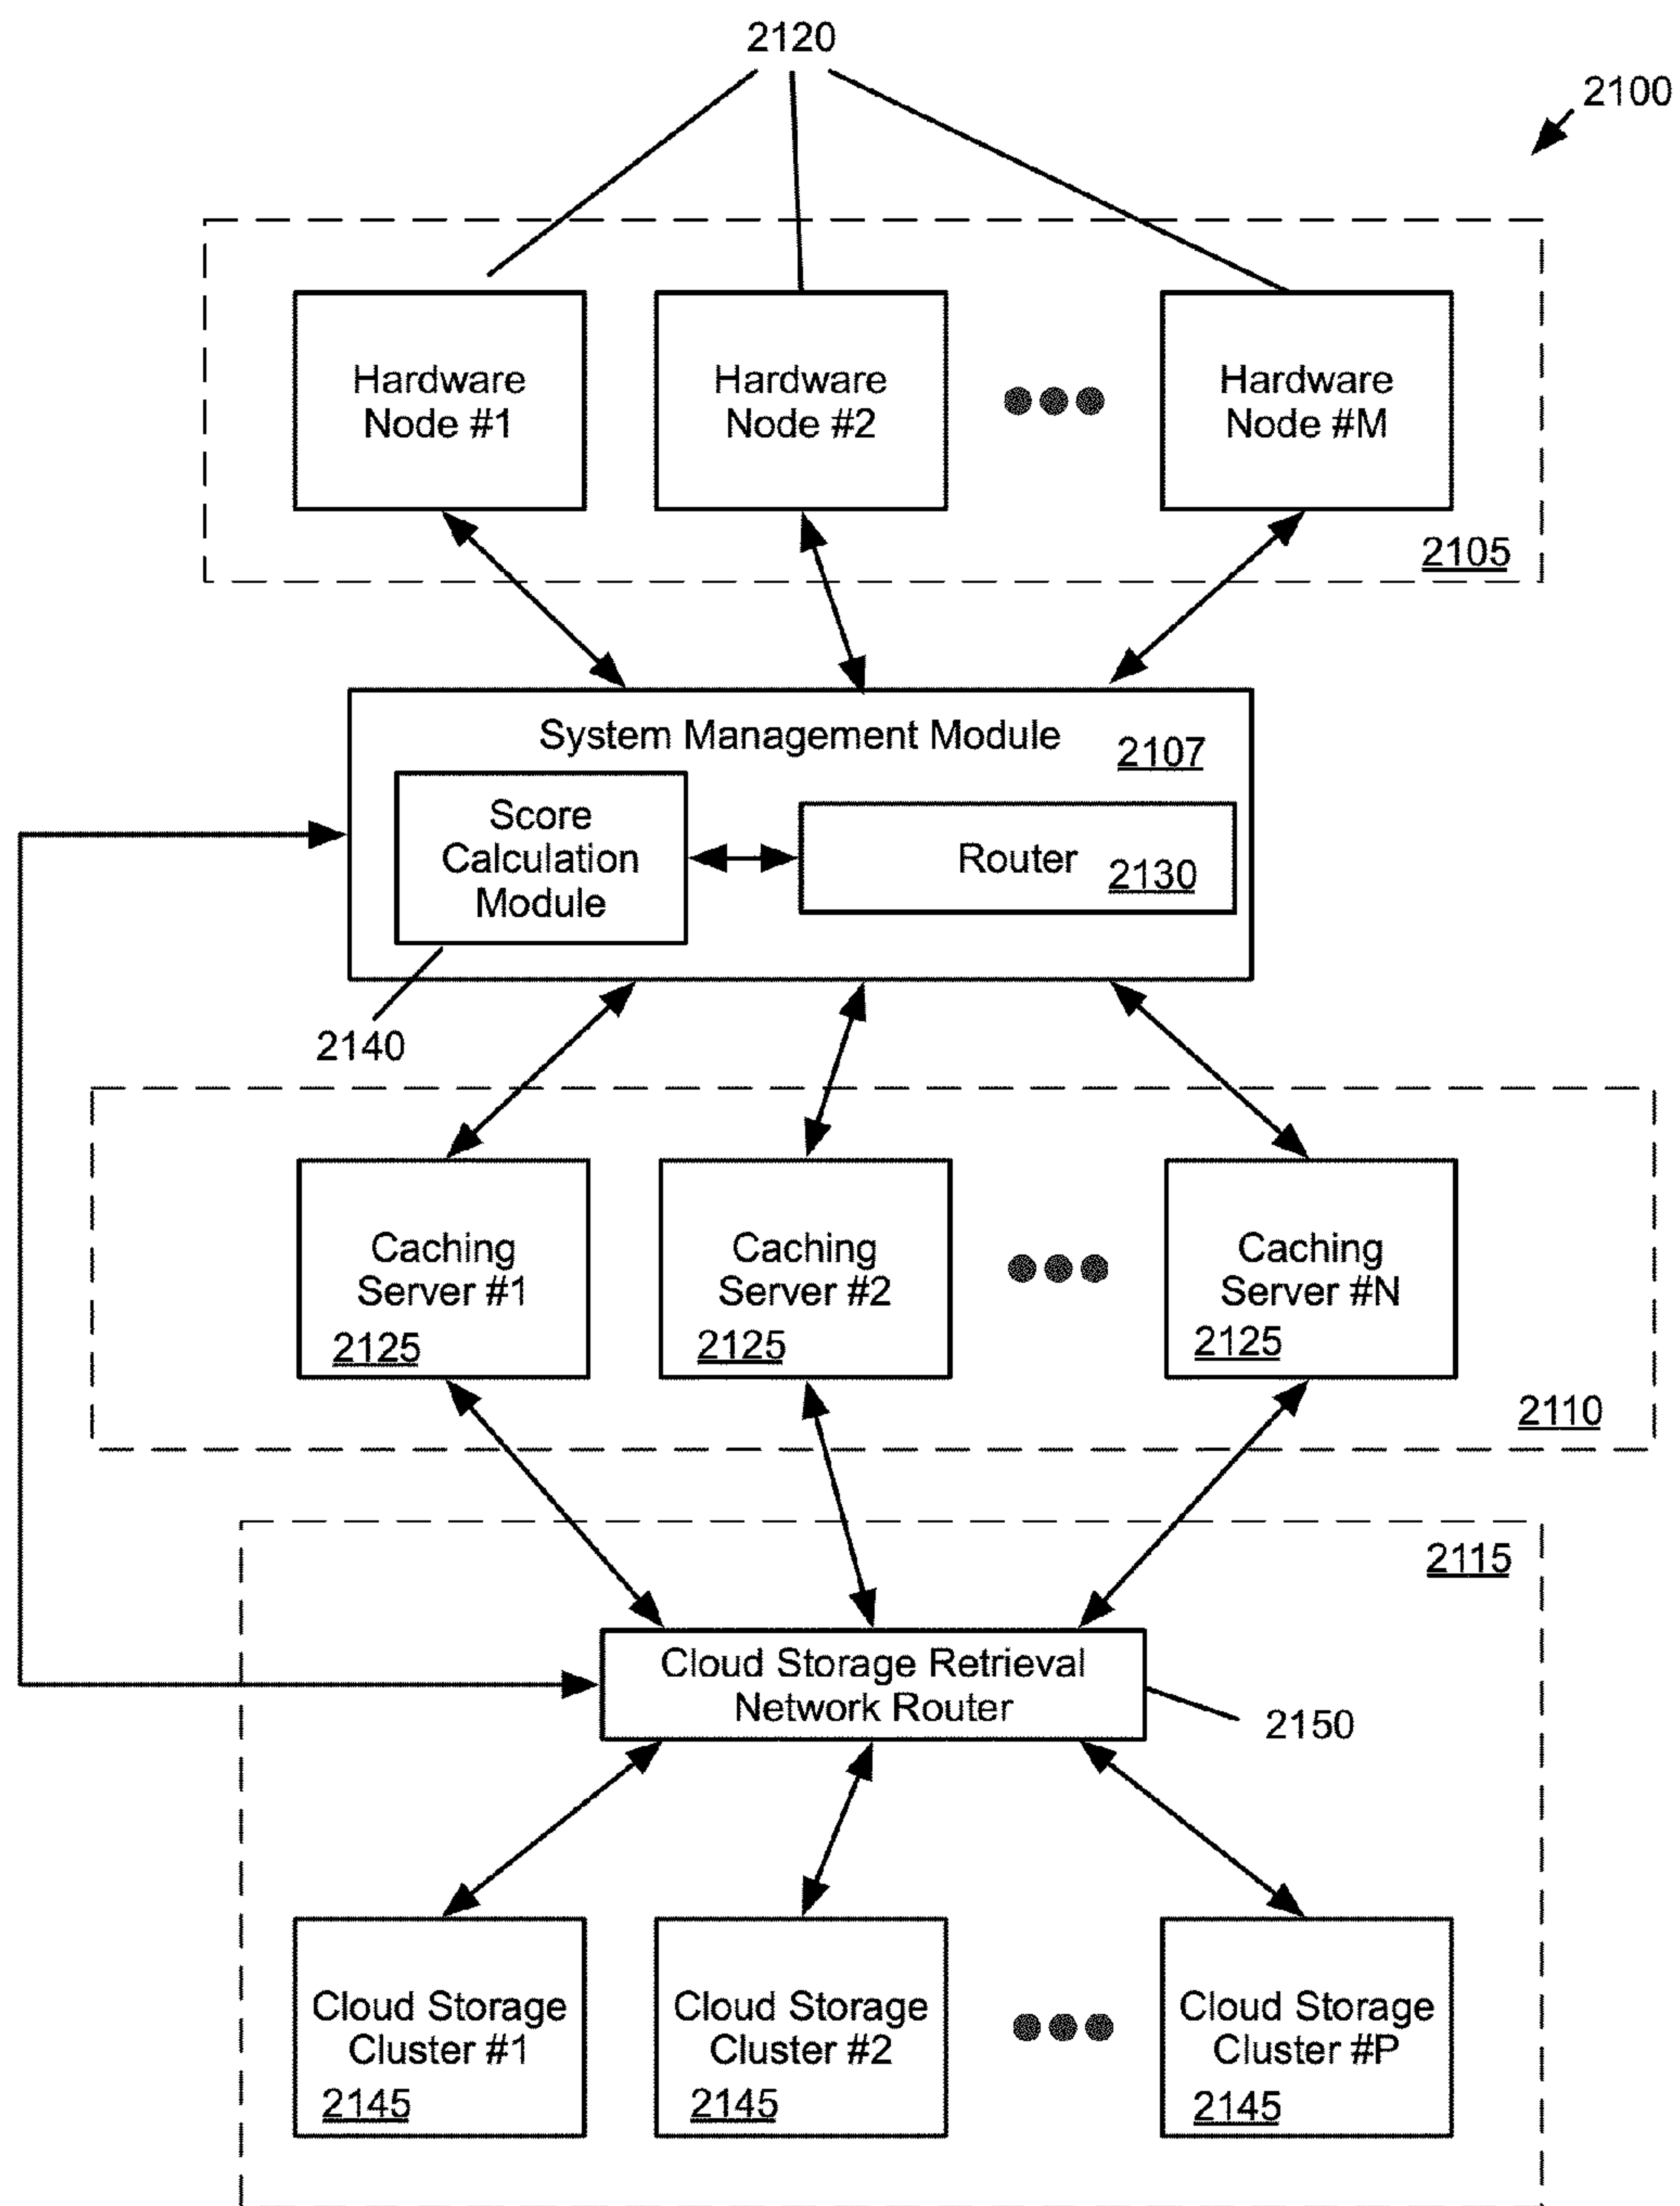 2120
2100
Hardware
Node #1
Hardware
Node #2
Hardware
Node #M
2105
System Management Module
2107
Score
Calculation
Module
Router
2130
2140
Caching
Server #1
2125
Caching
Server #2
2125
Caching
Server #N
2125
2110
2115
Cloud Storage Retrieval
Network Router
2150
Cloud Storage
Cluster #1
2145
Cloud Storage
Cluster #2
2145
Cloud Storage
Cluster #P
2145